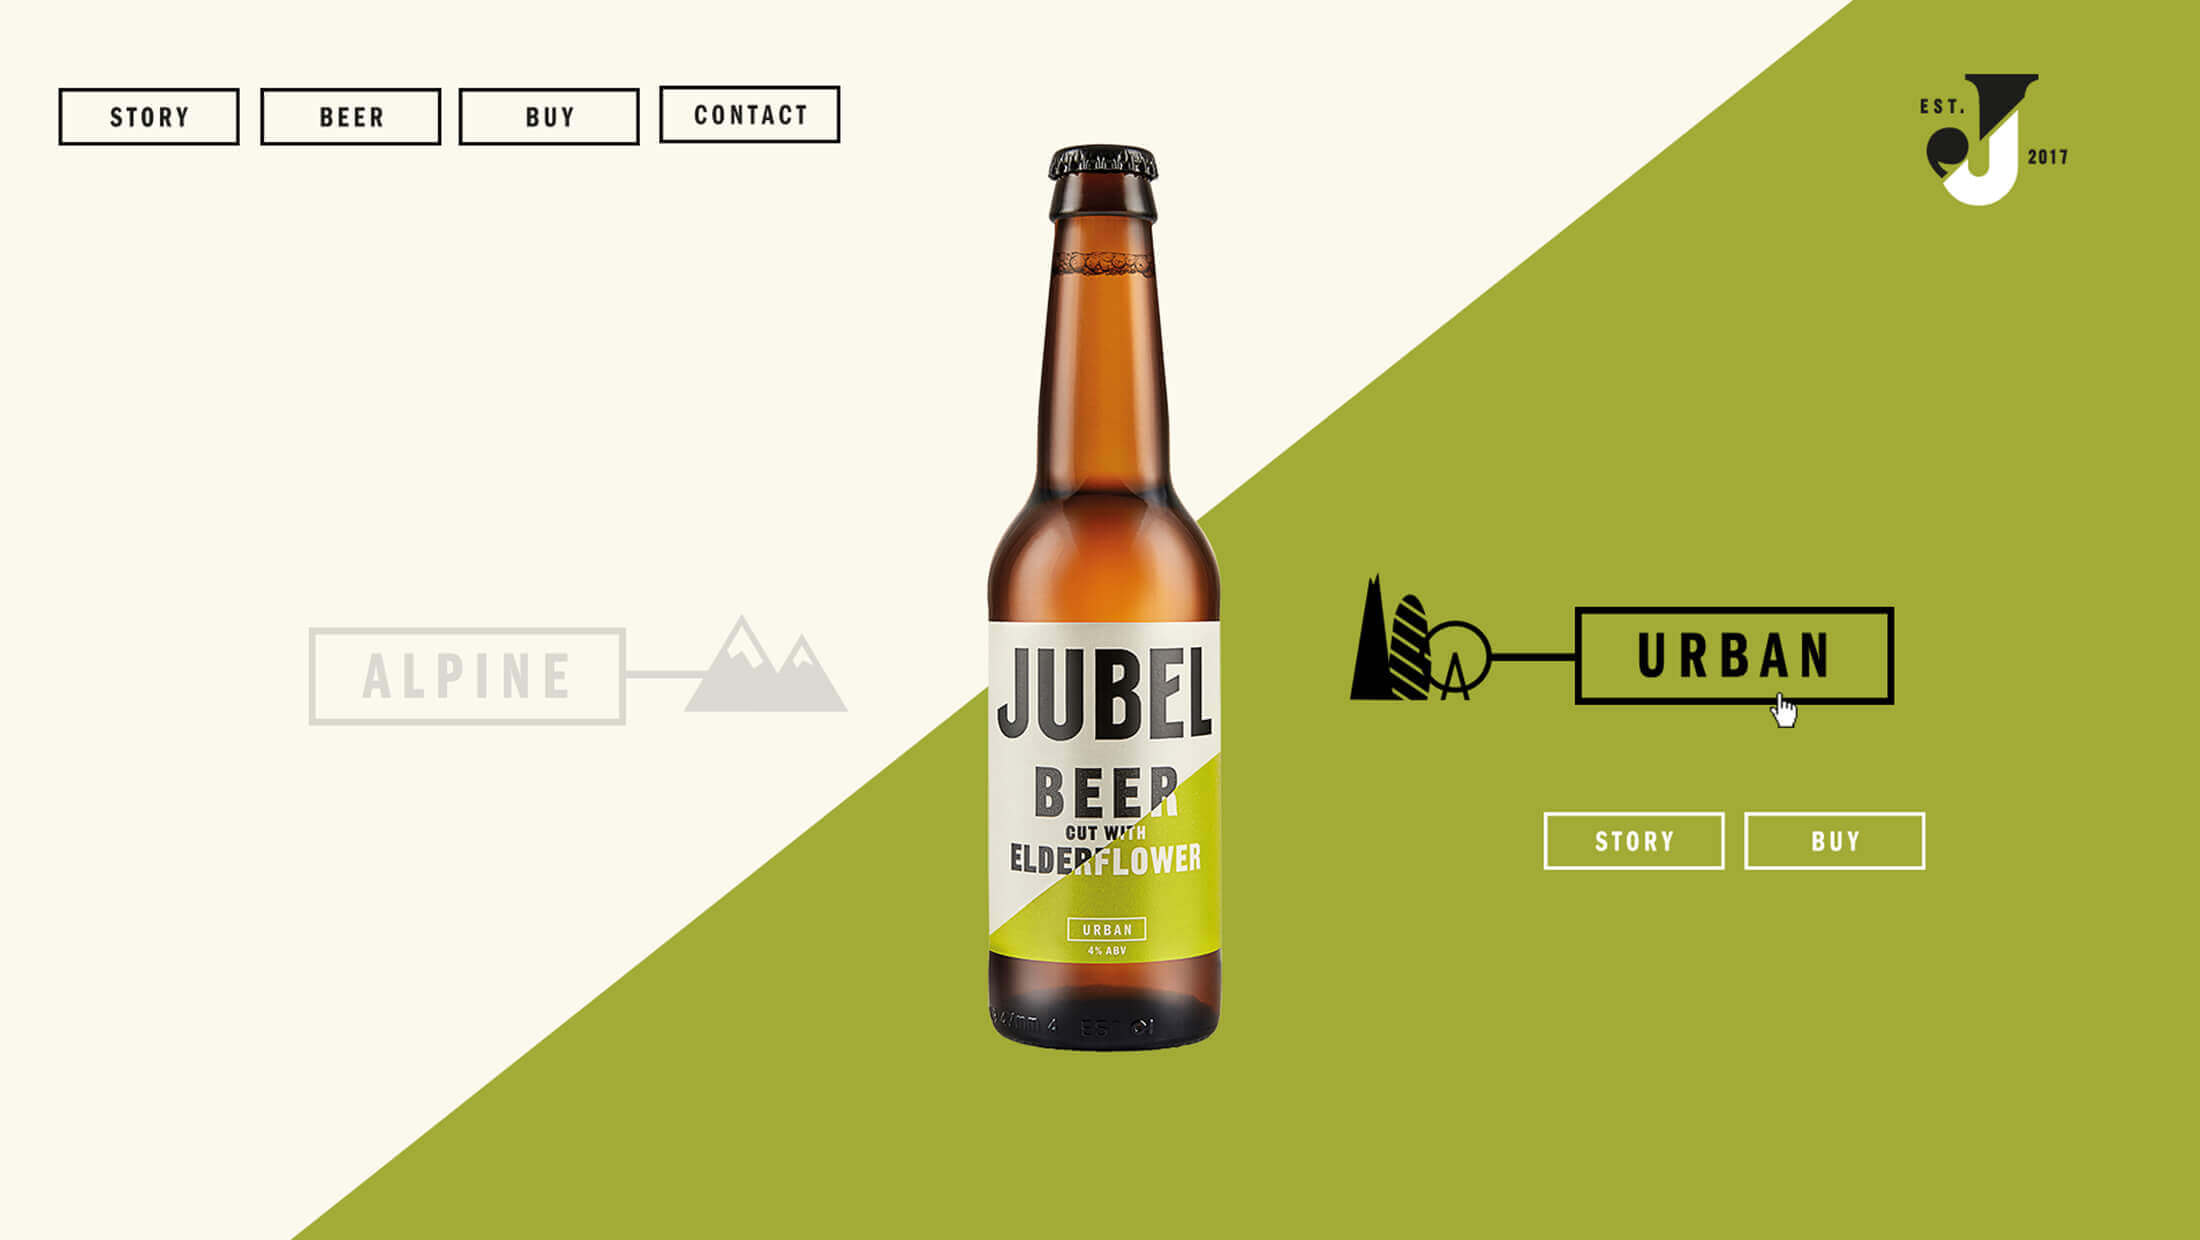 STORY
BEER
BUY
CONTACT
EST.
J
2017
ALPINE
URBAN
STORY
BUY
JUBEL
BEER
CUT WITH
ELDERFLOWER
URBAN
4% ABV